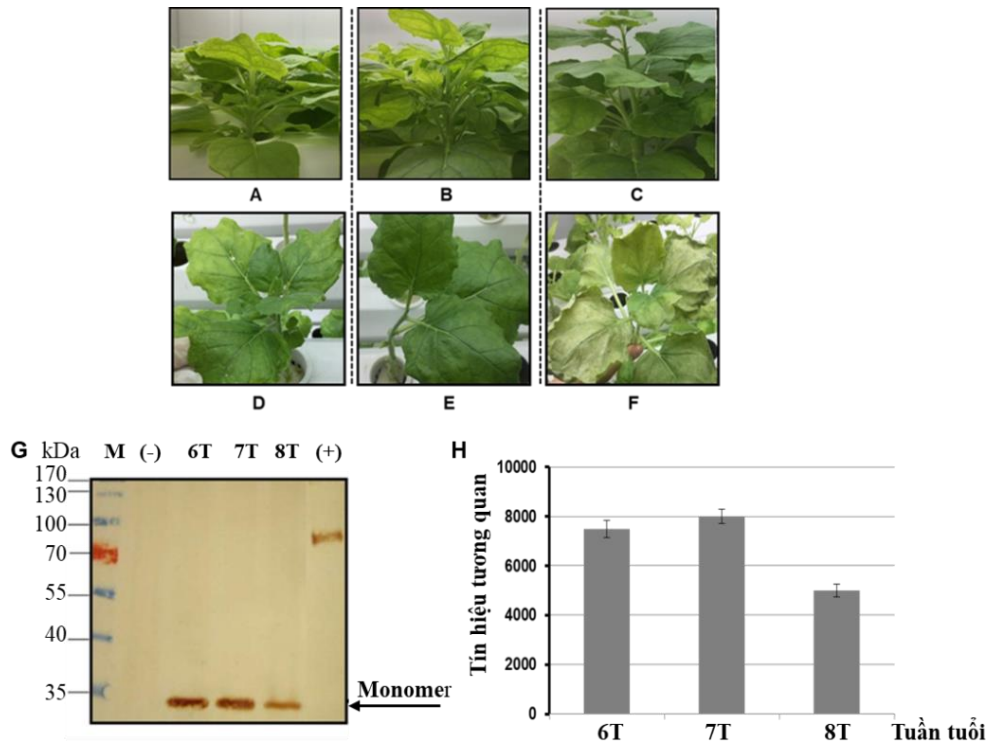 A B C
D E F
G kDa M (-) 6T 7T 8T (+)
170
130
100
70
55
40
35
Monomer
H
Tín hiệu tương quan
10000
8000
6000
4000
2000
0
6T 7T 8T Tuần tuổi